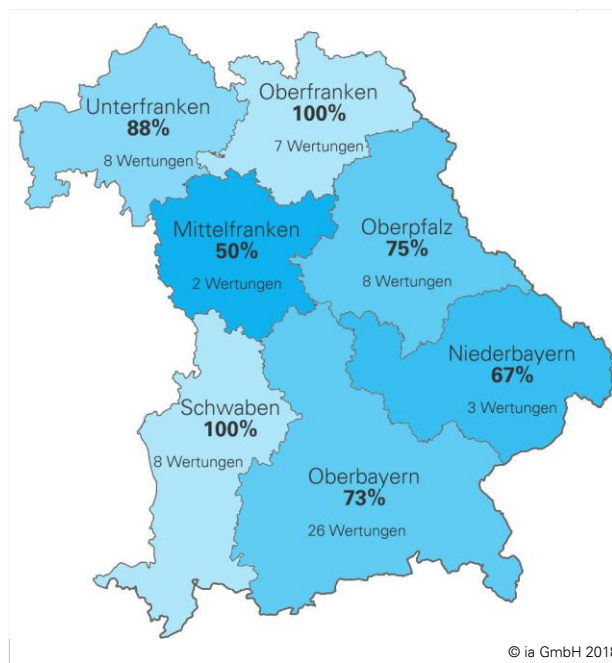 Unterfranken
88%
8 Wertungen
Oberfranken
100%
7 Wertungen
Mittelfranken
50%
2 Wertungen
Oberpfalz
75%
8 Wertungen
Niederbayern
67%
3 Wertungen
Schwaben
100%
8 Wertungen
Oberbayern
73%
26 Wertungen
© ia GmbH 2018